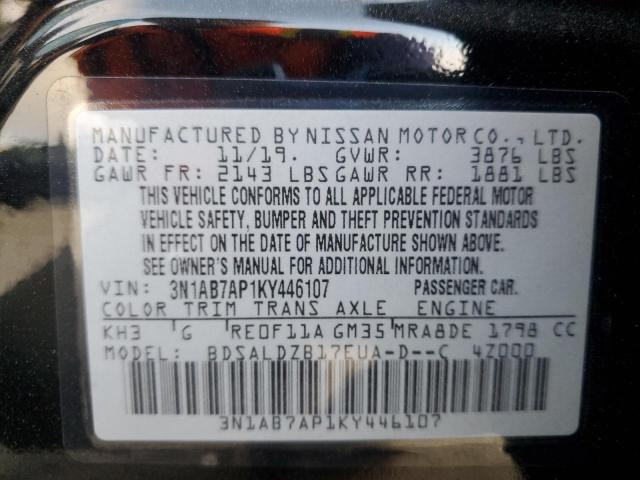 MANUFACTURED BY NISSAN MOTOR CO., LTD.
DATE: 11/19. GVWR: 3876 LBS
GAWR FR: 2143 LBS GAWR RR: 1881 LBS
THIS VEHICLE CONFORMS TO ALL APPLICABLE FEDERAL MOTOR
VEHICLE SAFETY, BUMPER AND THEFT PREVENTION STANDARDS
IN EFFECT ON THE DATE OF MANUFACTURE SHOWN ABOVE.
SEE OWNER'S MANUAL FOR ADDITIONAL INFORMATION.
VIN: 3N1AB7AP1KY446107 PASSENGER CAR.
COLOR TRIM TRANS AXLE ENGINE
KH3 G RE0F11A GM35 MRA8DE 1798 CC
MODEL: BDSALDZB17EUA-D--C 4Z000
3N1AB7AP1KY446107